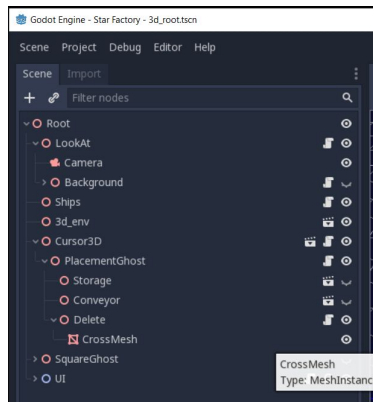 Godot Engine - Star Factory - 3d_root.tscn
Scene Project Debug Editor Help
Scene Import
Filter nodes
Root
LookAt
Camera
Background
Ships
3d_env
Cursor3D
PlacementGhost
Storage
Conveyor
Delete
CrossMesh
SquareGhost
UI
CrossMesh
Type: MeshInstanc